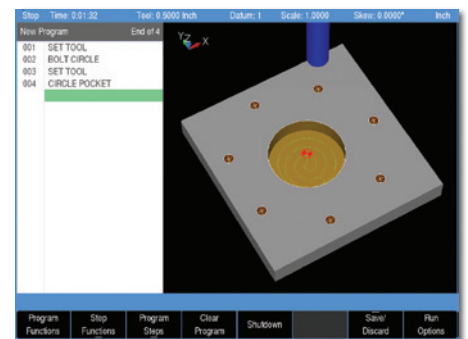 Stop Time: 0:01:32 Tool: 0.5000 Inch Datum: 1 Scale: 1.0000 Skew: 0.0000° Inch
New Program End of 4
001 SET TOOL
002 BOLT CIRCLE
003 SET TOOL
004 CIRCLE POCKET
Y Z X
Program Functions
Step Functions
Program Steps
Clear Program
Shutdown
Save/ Discard
Run Options